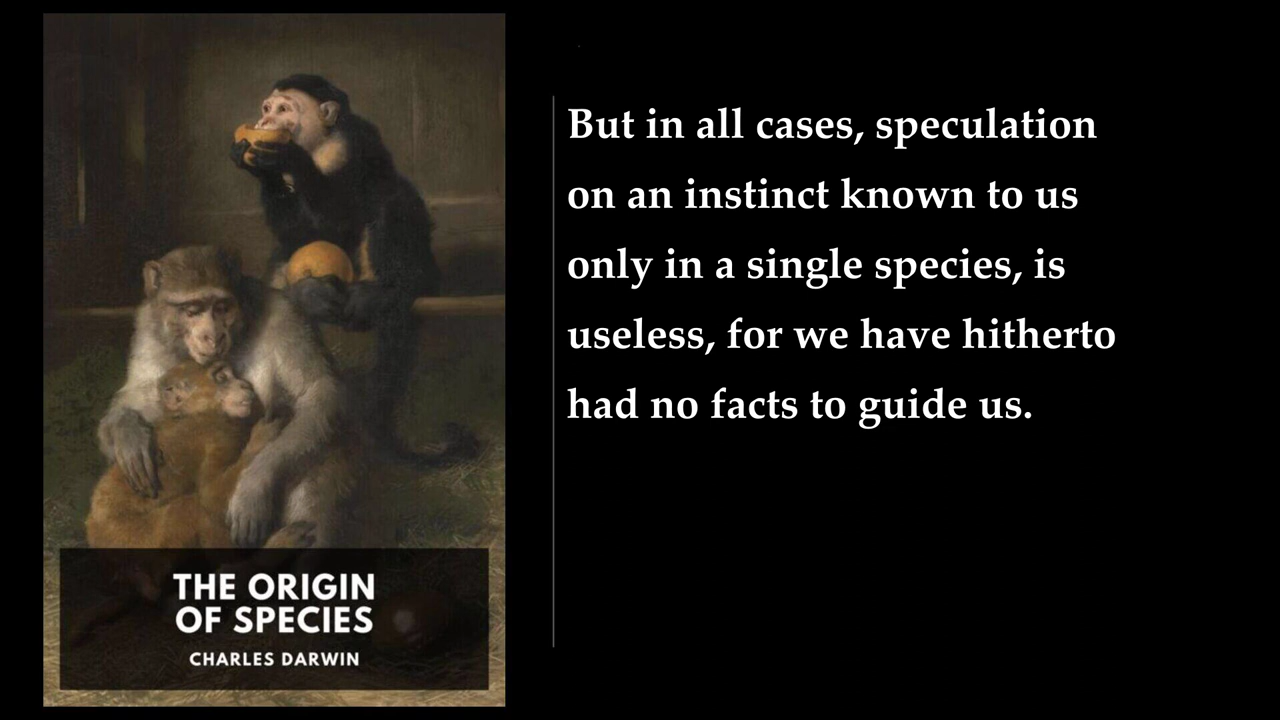 THE ORIGIN
OF SPECIES
CHARLES DARWIN
But in all cases, speculation
on an instinct known to us
only in a single species, is
useless, for we have hitherto
had no facts to guide us.